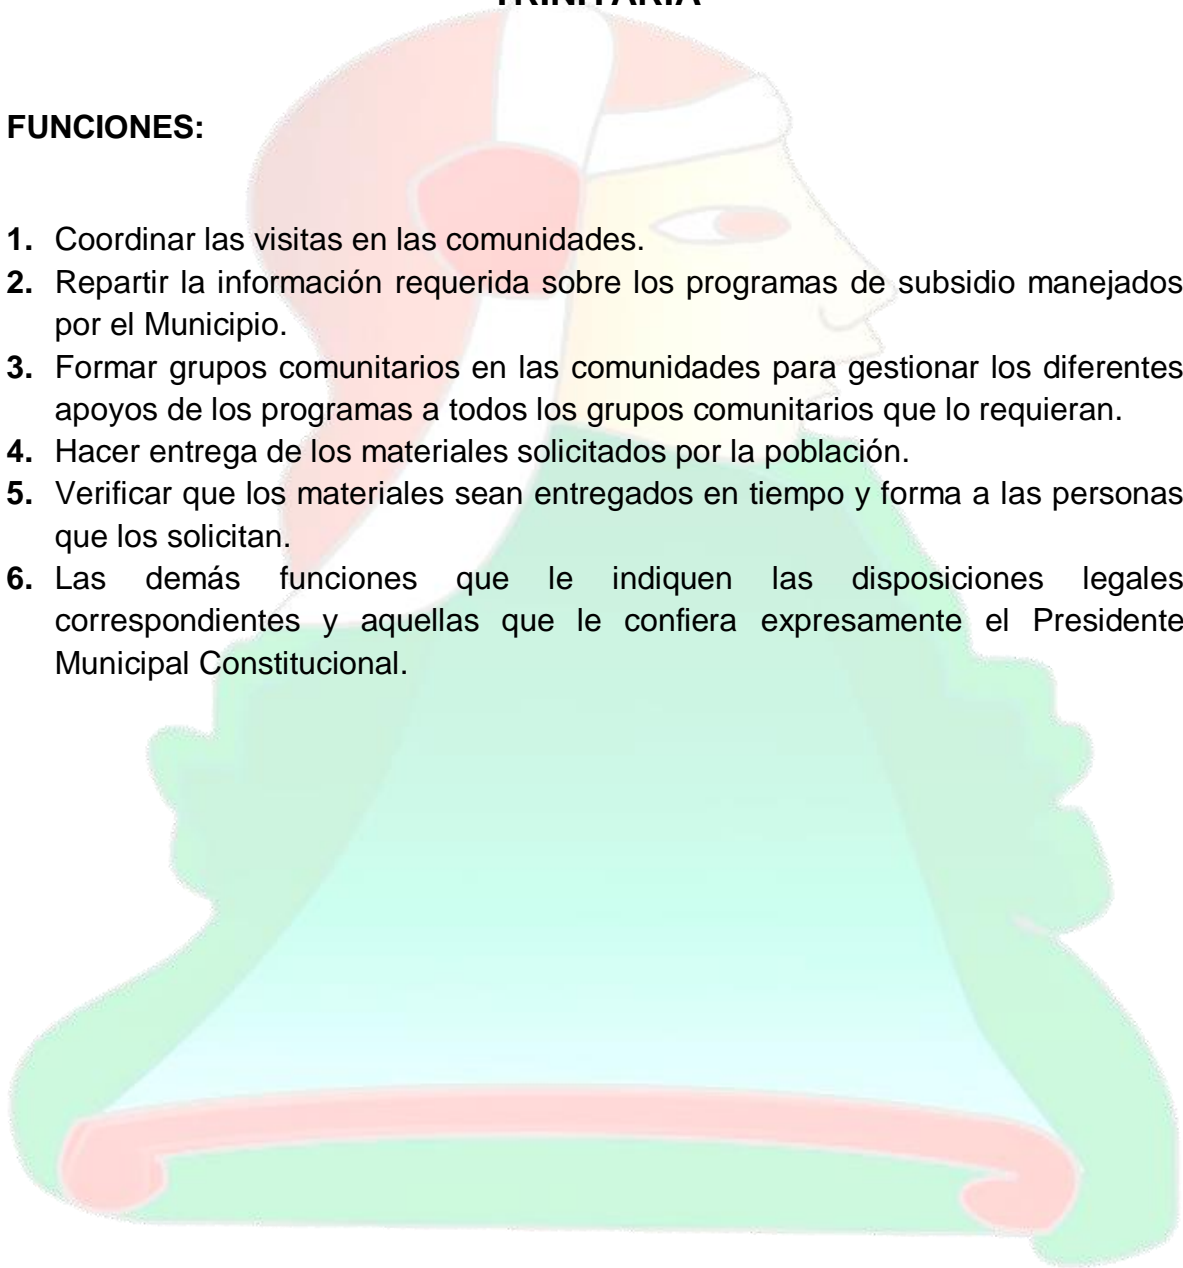 TRINITARIA
FUNCIONES:
1. Coordinar las visitas en las comunidades.
2. Repartir la información requerida sobre los programas de subsidio manejados
por el Municipio.
3. Formar grupos comunitarios en las comunidades para gestionar los diferentes
apoyos de los programas a todos los grupos comunitarios que lo requieran.
4. Hacer entrega de los materiales solicitados por la población.
5. Verificar que los materiales sean entregados en tiempo y forma a las personas
que los solicitan.
6. Las demás funciones que le indiquen las disposiciones legales
correspondientes y aquellas que le confiera expresamente el Presidente
Municipal Constitucional.